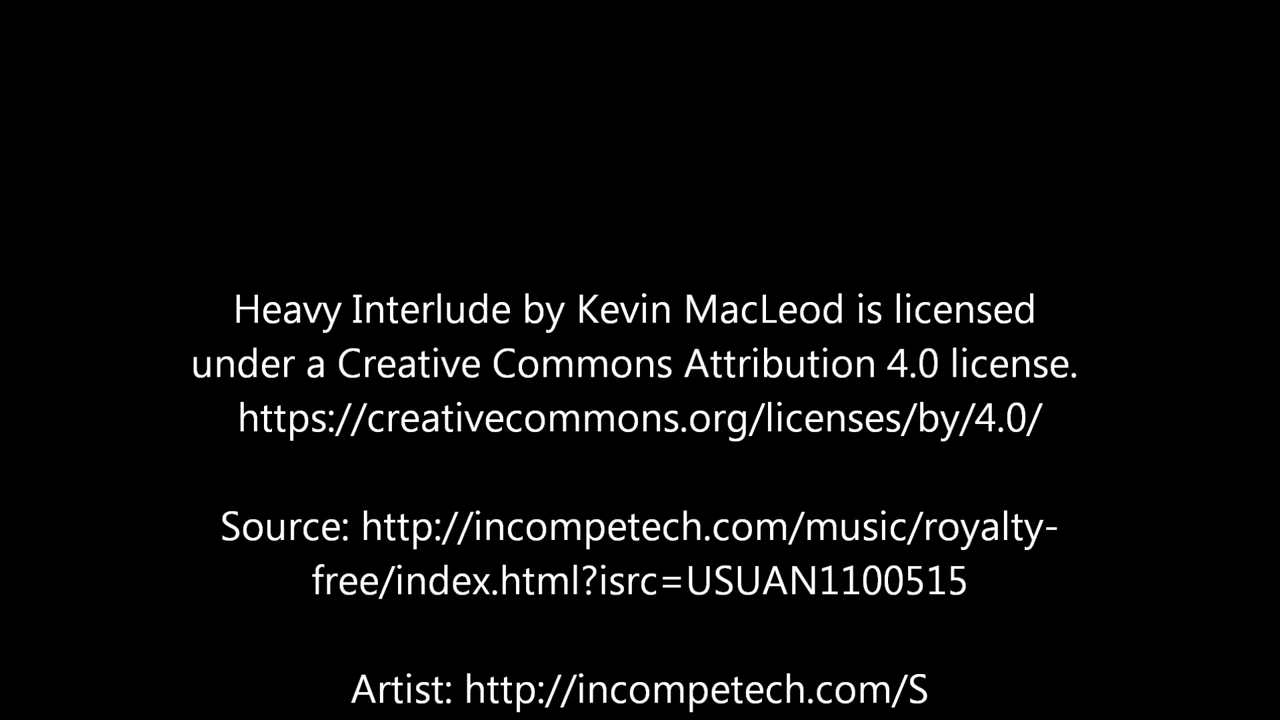 Heavy Interlude by Kevin MacLeod is licensed
under a Creative Commons Attribution 4.0 license.
https://creativecommons.org/licenses/by/4.0/
Source: http://incompetech.com/music/royalty-
free/index.html?isrc=USUAN1100515
Artist: http://incompetech.com/S